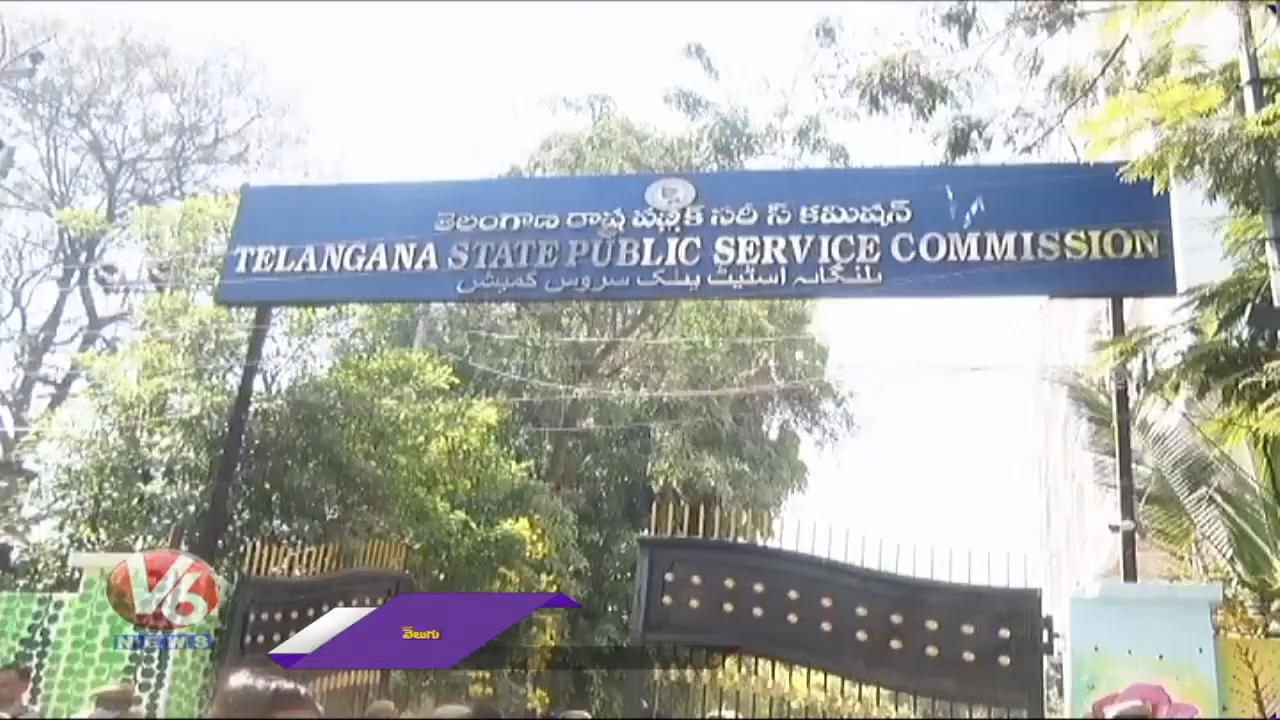 తెలంగాణ రాష్ట్ర పబ్లిక్ సర్వీస్ కమిషన్
TELANGANA STATE PUBLIC SERVICE COMMISSION
تلنگانہ اسٹیٹ پبلک سروس کمیشن
V6
NEWS
వెలుగు